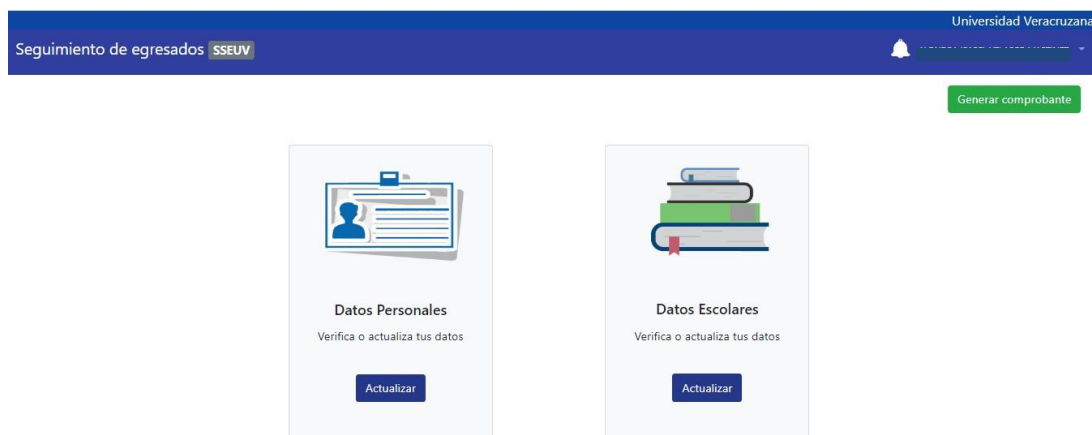 Universidad Veracruzana
Seguimiento de egresados SSEUV
Generar comprobante
Datos Personales
Verifica o actualiza tus datos
Actualizar
Datos Escolares
Verifica o actualiza tus datos
Actualizar